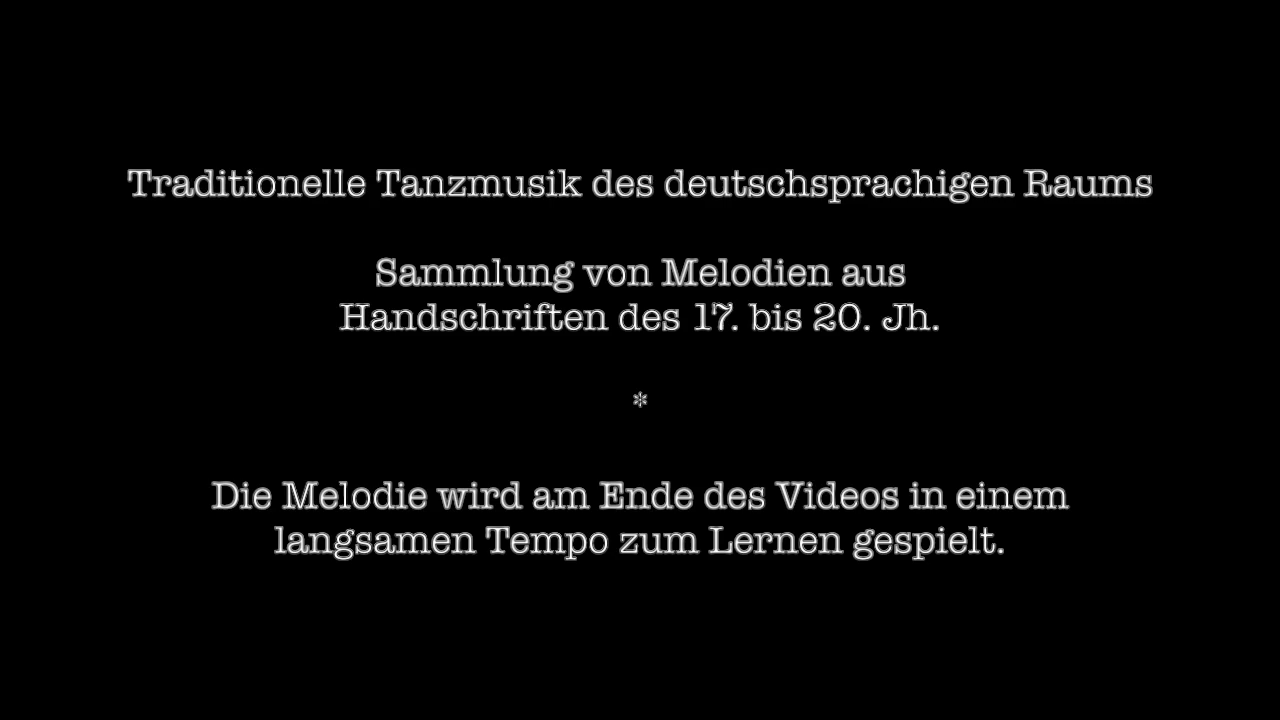 Traditionelle Tanzmusik des deutschsprachigen Raums
Sammlung von Melodien aus
Handschriften des 17. bis 20. Jh.
*
Die Melodie wird am Ende des Videos in einem
langsamen Tempo zum Lernen gespielt.